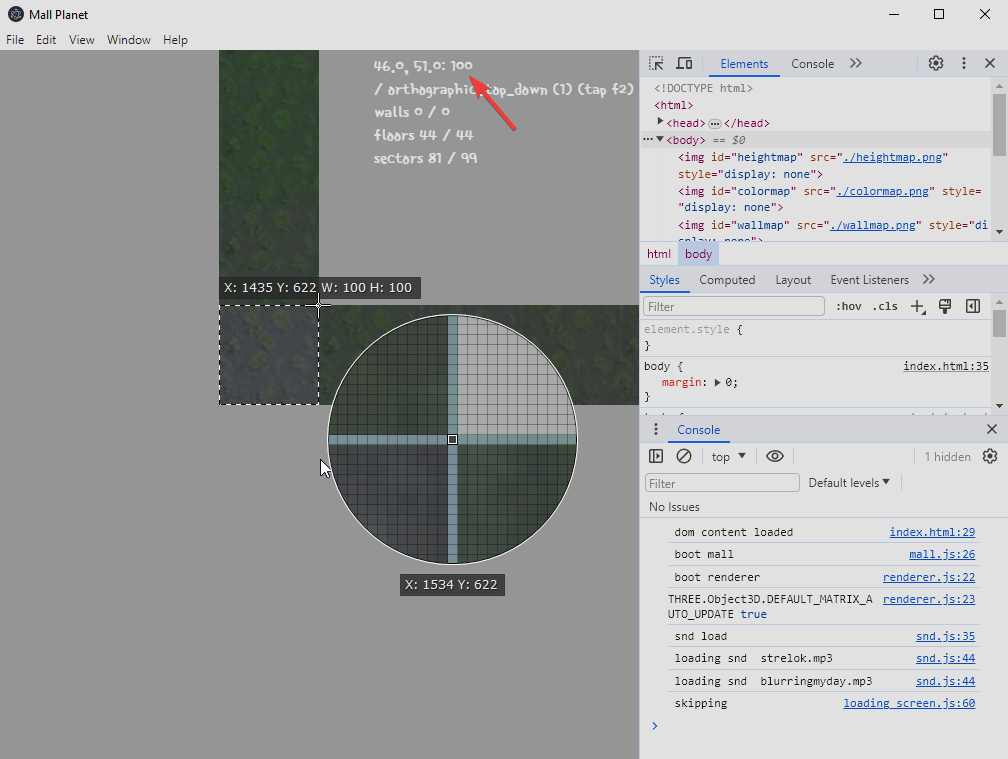 Mall Planet
File Edit View Window Help
46.0, 51.0: 100
/ orthographic_top_down (1) (tap f2)
walls 0 / 0
floors 44 / 44
sectors 81 / 99
X: 1435 Y: 622 W: 100 H: 100
X: 1534 Y: 622
Elements Console
<!DOCTYPE html>
<html>
<head> … </head>
<body> == $0
<img id="heightmap" src="./heightmap.png"
style="display: none">
<img id="colormap" src="./colormap.png" style=
"display: none">
<img id="wallmap" src="./wallmap.png" style="di
splay: none">
html body
Styles Computed Layout Event Listeners
Filter :hov .cls
element.style {
}
body { index.html:35
margin: 0;
}
Console
top 1 hidden
Filter Default levels
No Issues
dom content loaded index.html:29
boot mall mall.js:26
boot renderer renderer.js:22
THREE.Object3D.DEFAULT_MATRIX_A renderer.js:23
UTO_UPDATE true
snd load snd.js:35
loading snd strelok.mp3 snd.js:44
loading snd blurringmyday.mp3 snd.js:44
skipping loading_screen.js:60